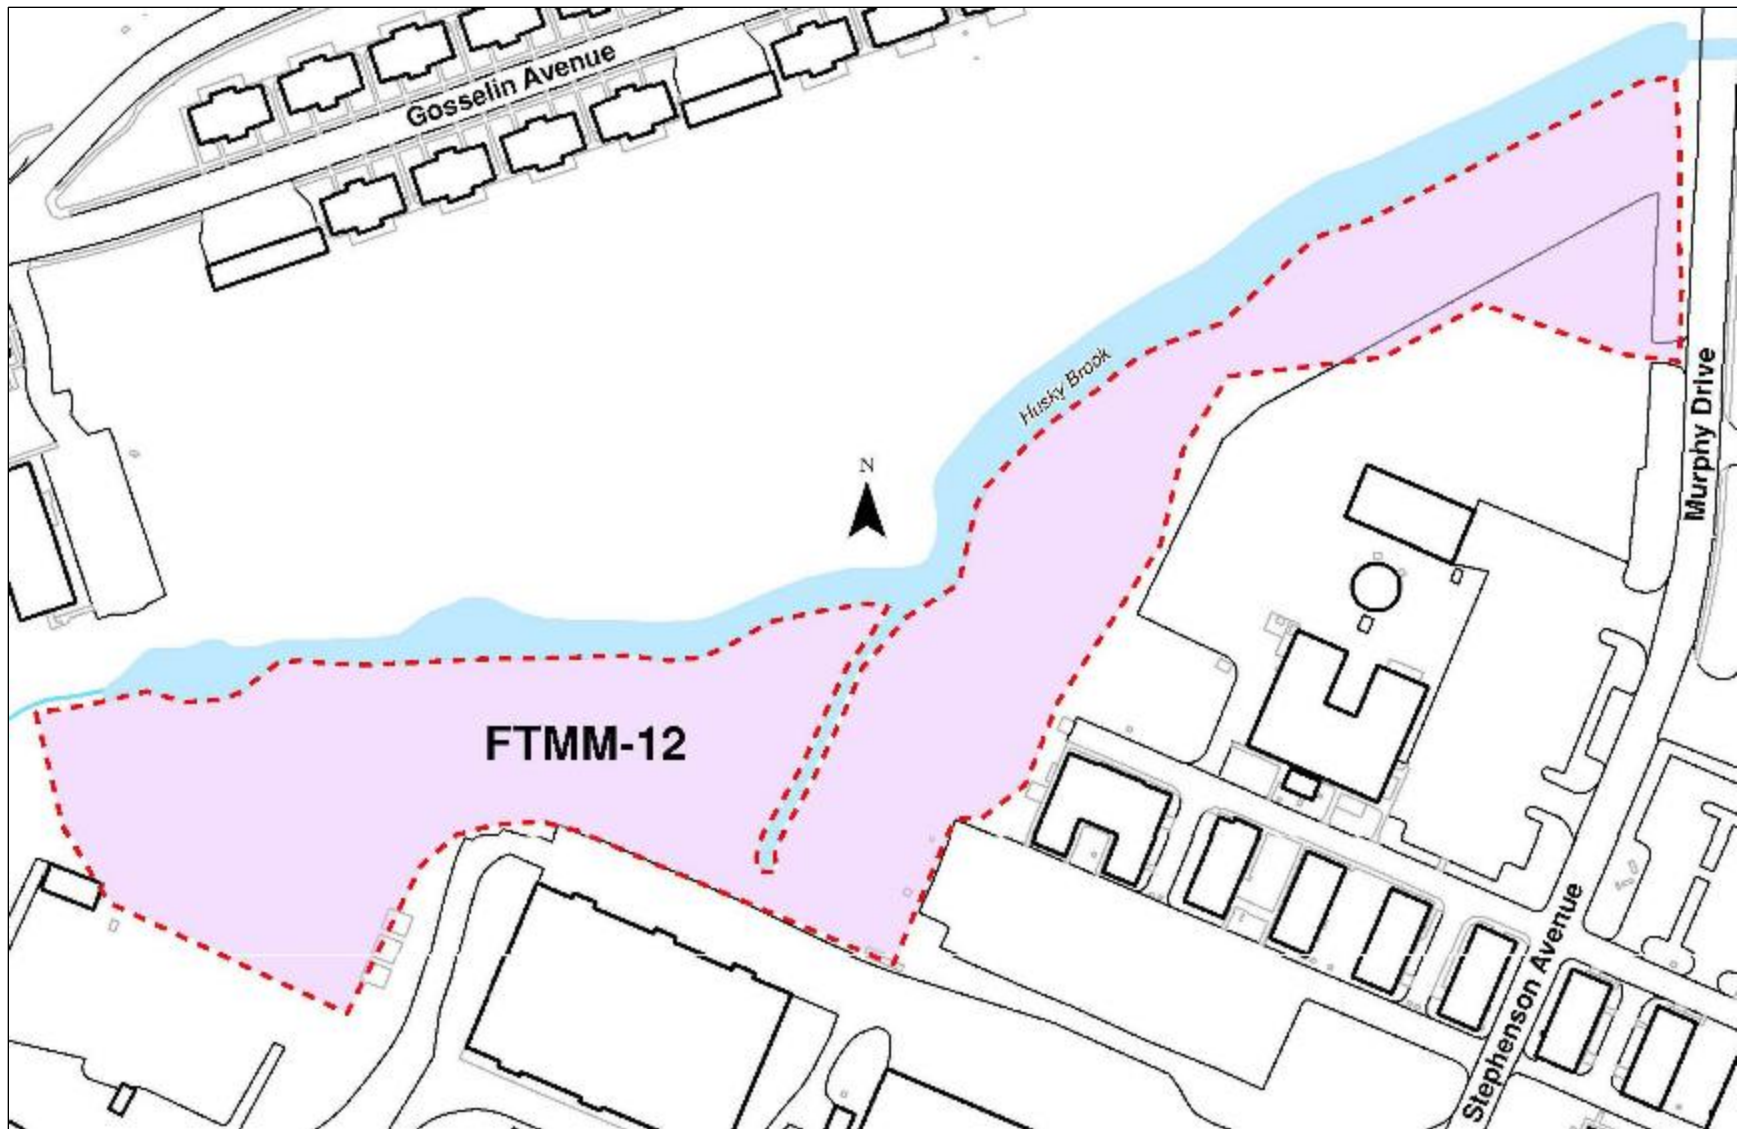 Gosselin Avenue
Husky Brook
Murphy Drive
N
FTMM-12
Stephenson Avenue